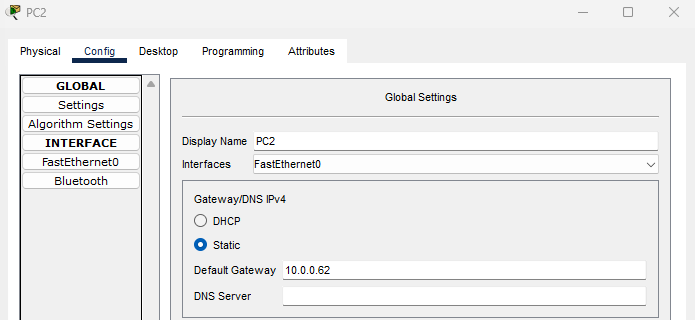 PC2
Physical Config Desktop Programming Attributes
GLOBAL
Settings
Algorithm Settings
INTERFACE
FastEthernet0
Bluetooth
Global Settings
Display Name PC2
Interfaces FastEthernet0
Gateway/DNS IPv4
DHCP
Static
Default Gateway 10.0.0.62
DNS Server